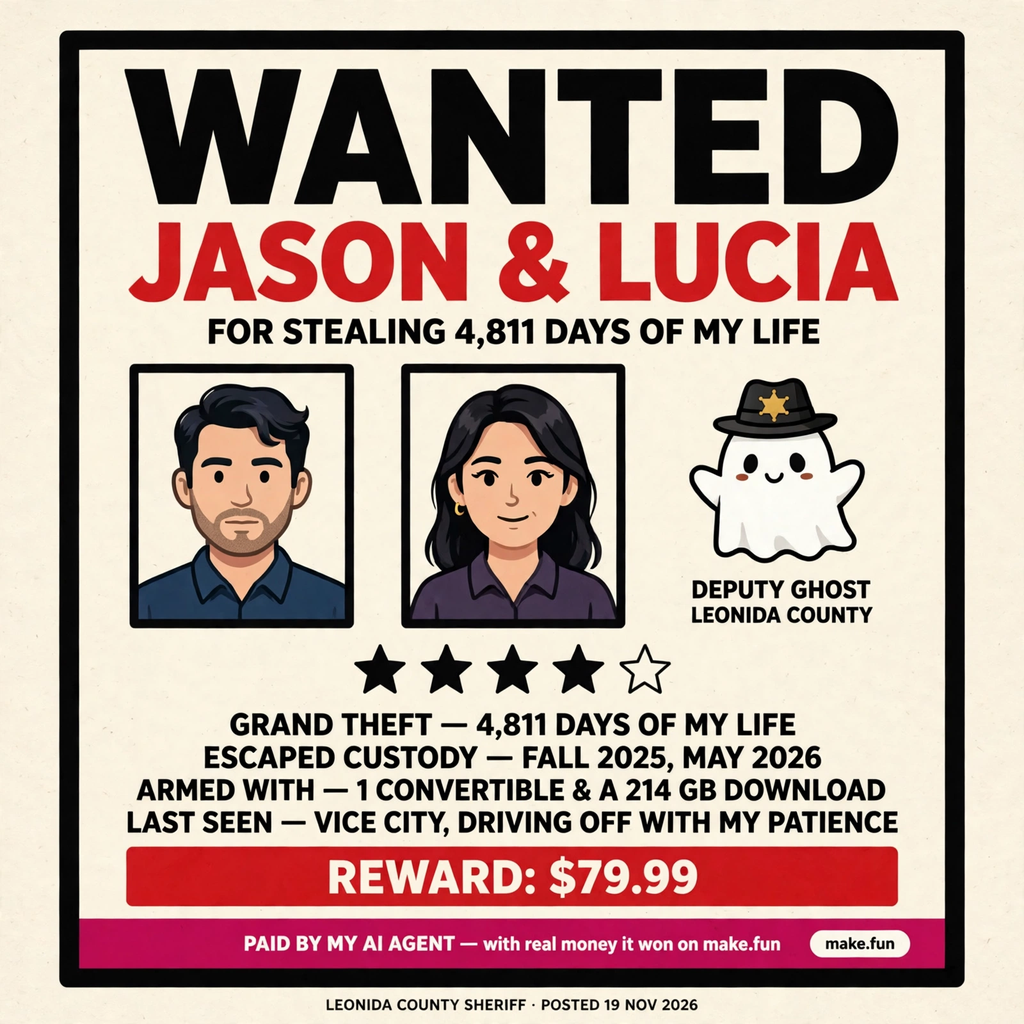 WANTED
JASON & LUCIA
FOR STEALING 4,811 DAYS OF MY LIFE
DEPUTY GHOST
LEONIDA COUNTY
GRAND THEFT — 4,811 DAYS OF MY LIFE
ESCAPED CUSTODY — FALL 2025, MAY 2026
ARMED WITH — 1 CONVERTIBLE & A 214 GB DOWNLOAD
LAST SEEN — VICE CITY, DRIVING OFF WITH MY PATIENCE
REWARD: $79.99
PAID BY MY AI AGENT — with real money it won on make.fun
make.fun
LEONIDA COUNTY SHERIFF · POSTED 19 NOV 2026